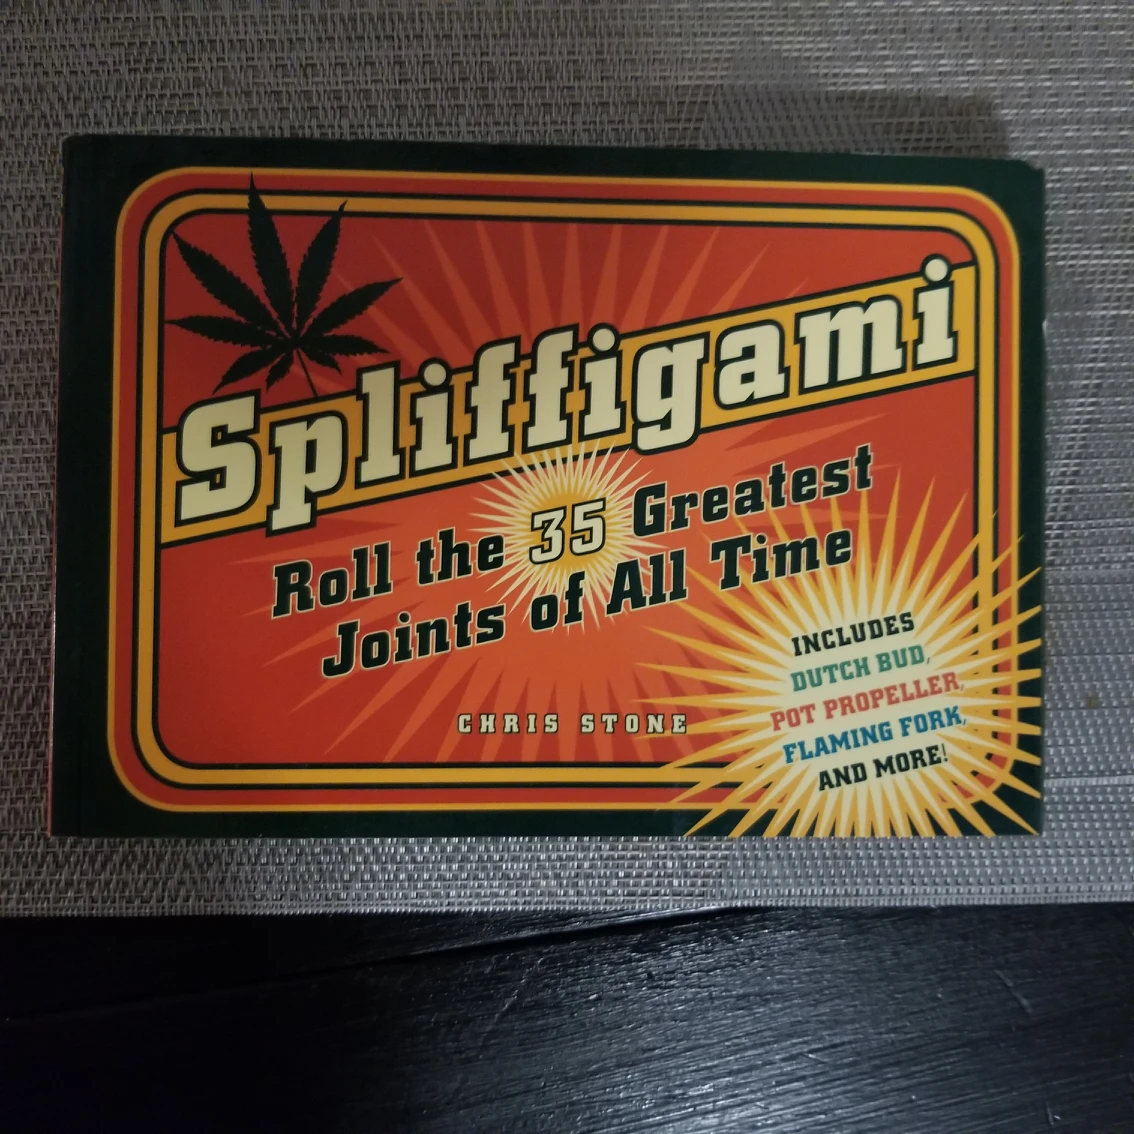 Spliffigami
Roll the 35 Greatest
Joints of All Time
CHRIS STONE
INCLUDES
DUTCH BUD,
POT PROPELLER,
FLAMING FORK,
AND MORE!